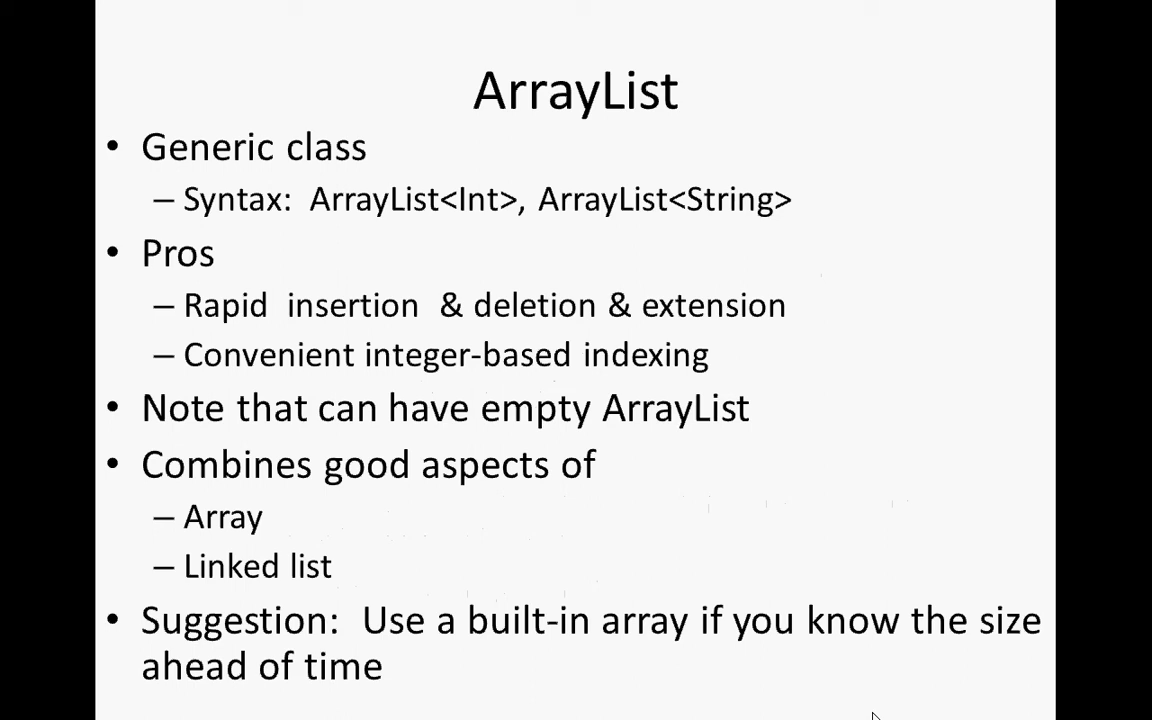 ArrayList
• Generic class
– Syntax: ArrayList<Int>, ArrayList<String>
• Pros
– Rapid insertion & deletion & extension
– Convenient integer-based indexing
• Note that can have empty ArrayList
• Combines good aspects of
– Array
– Linked list
• Suggestion: Use a built-in array if you know the size
ahead of time